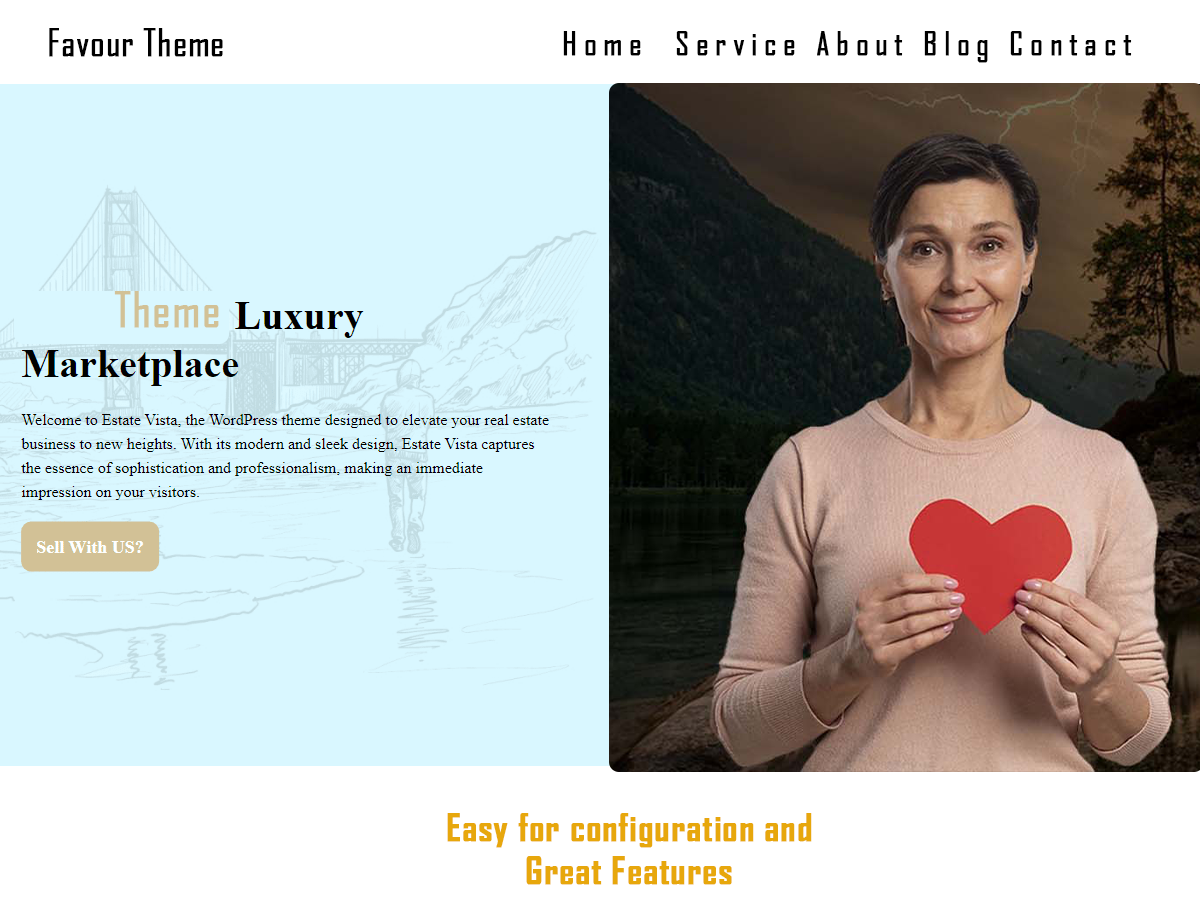 Favour Theme
Home Service About Blog Contact
Theme Luxury
Marketplace
Welcome to Estate Vista, the WordPress theme designed to elevate your real estate
business to new heights. With its modern and sleek design, Estate Vista captures
the essence of sophistication and professionalism, making an immediate
impression on your visitors.
Sell With US?
Easy for configuration and
Great Features